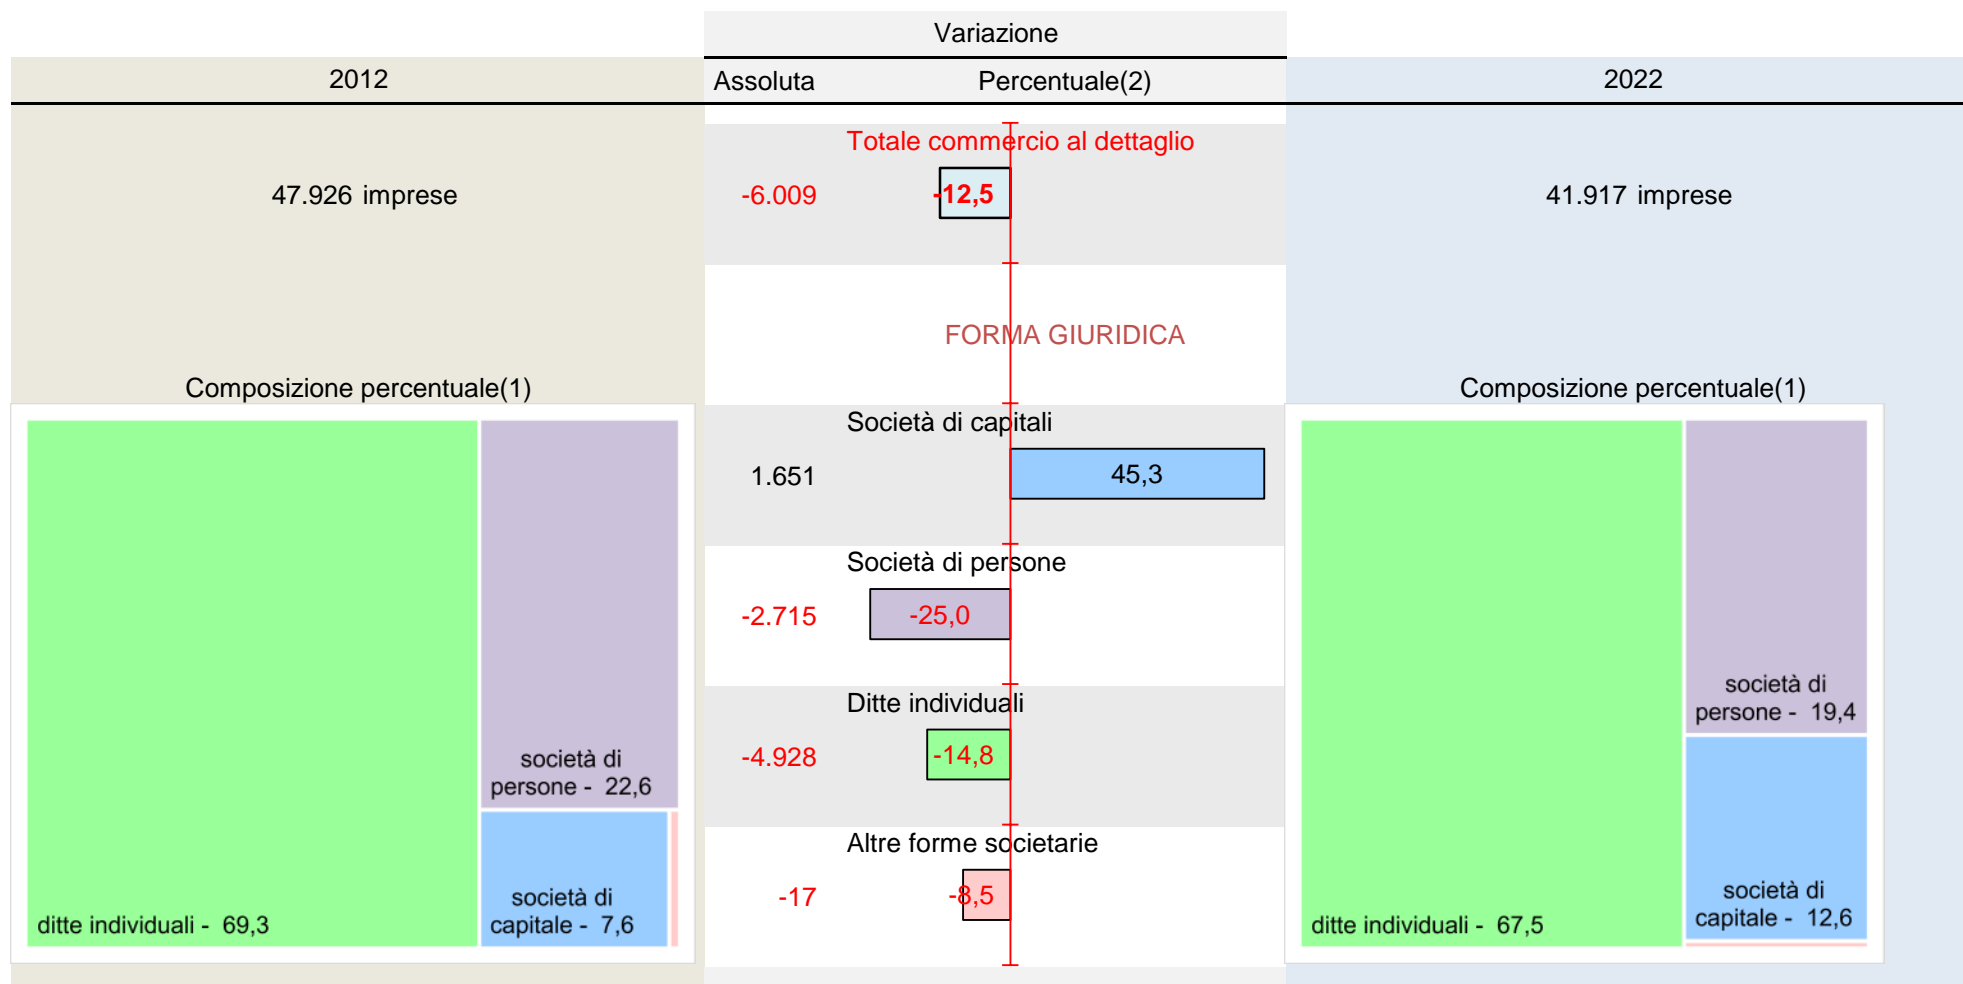 Variazione
2012
Assoluta
Percentuale(2)
2022
Totale commercio al dettaglio
47.926 imprese
-6.009
-12,5
41.917 imprese
FORMA GIURIDICA
Composizione percentuale(1)
Composizione percentuale(1)
Società di capitali
1.651
45,3
Società di persone
-2.715
-25,0
Ditte individuali
-4.928
-14,8
Altre forme societarie
-17
-8,5
società di
persone - 22,6
società di
capitale - 7,6
ditte individuali - 69,3
società di
persone - 19,4
società di
capitale - 12,6
ditte individuali - 67,5